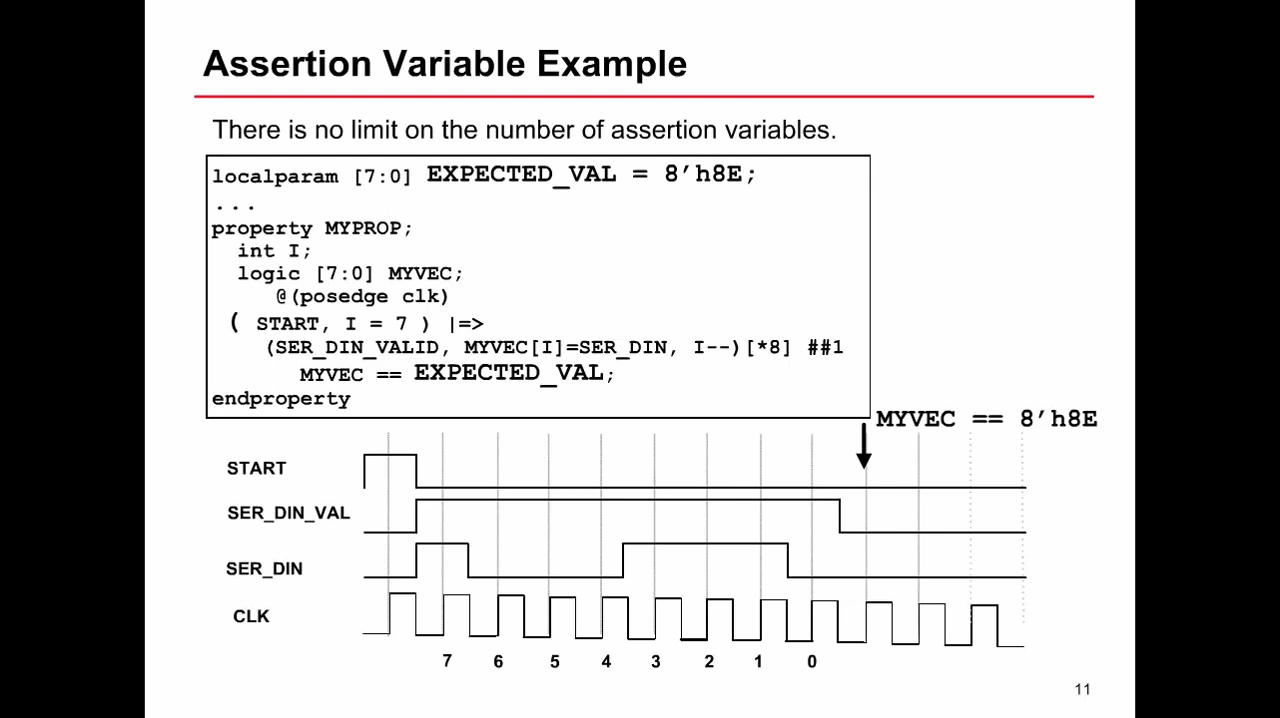 Assertion Variable Example
There is no limit on the number of assertion variables.
localparam [7:0] EXPECTED_VAL = 8’h8E;
...
property MYPROP;
int I;
logic [7:0] MYVEC;
@(posedge clk)
( START, I = 7 ) |=>
(SER_DIN_VALID, MYVEC[I]=SER_DIN, I--)[*8] ##1
MYVEC == EXPECTED_VAL;
endproperty
MYVEC == 8’h8E
START
SER_DIN_VAL
SER_DIN
CLK
7 6 5 4 3 2 1 0
11